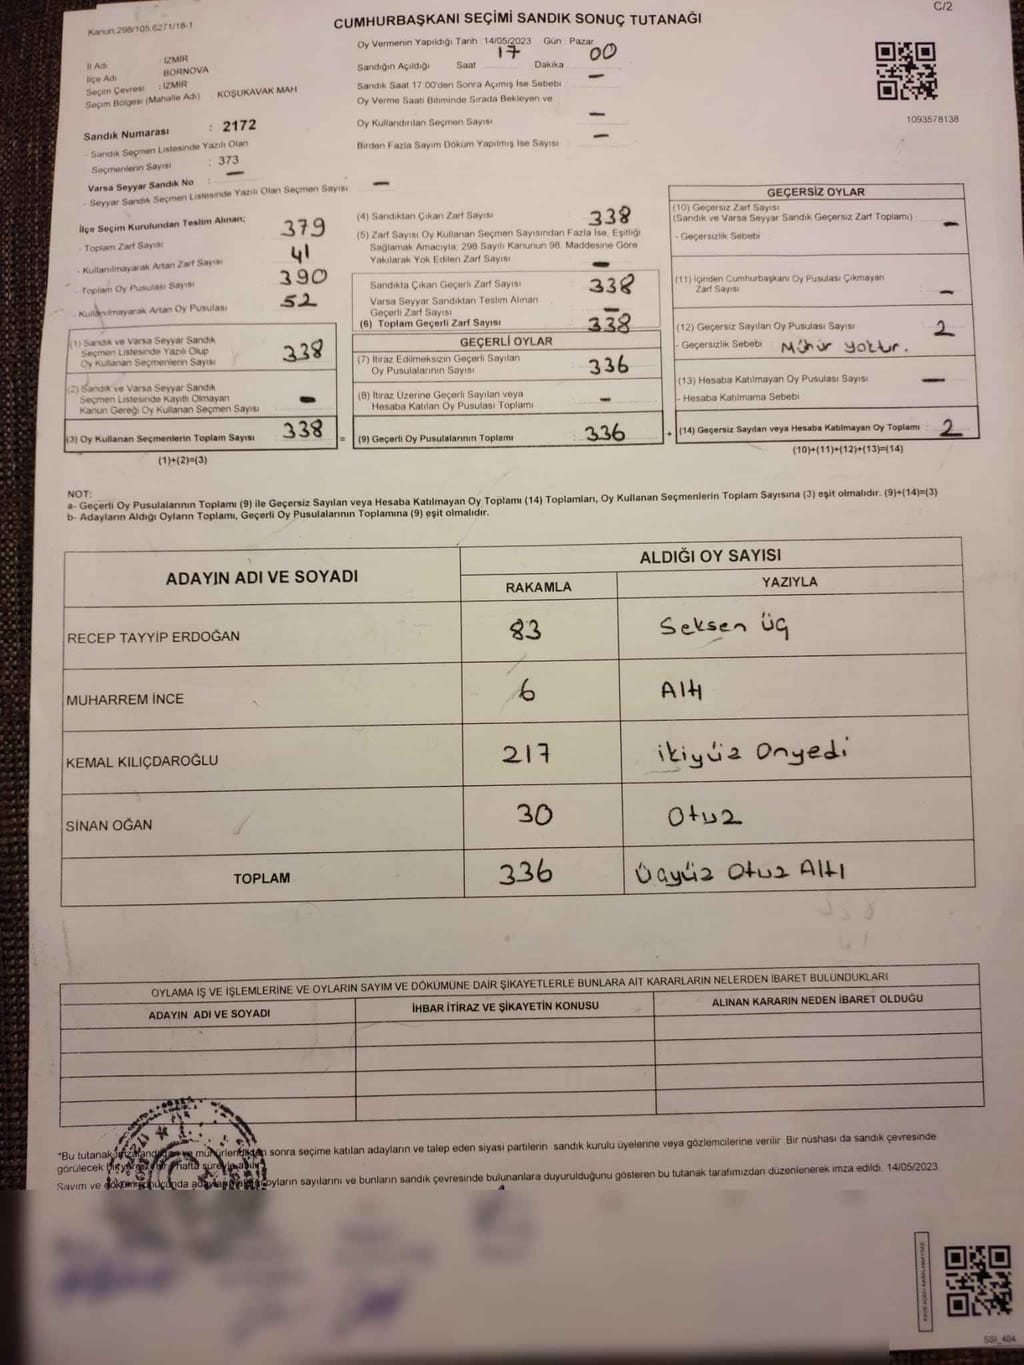 Kanun:298/105,6271/18-1
CUMHURBAŞKANI SEÇİMİ SANDIK SONUÇ TUTANAĞI
C/2
İl Adı : İZMİR
İlçe Adı : BORNOVA
Seçim Çevresi : İZMİR
Seçim Bölgesi (Mahalle Adı) KOŞUKAVAK MAH
Sandık Numarası : 2172
- Sandık Seçmen Listesinde Yazılı Olan
Seçmenlerin Sayısı : 373
Varsa Seyyar Sandık No : –
- Seyyar Sandık Seçmen Listesinde Yazılı Olan Seçmen Sayısı –
Oy Vermenin Yapıldığı Tarih :14/05/2023 Gün : Pazar
Sandığın Açıldığı Saat 17 Dakika 00
Sandık Saat 17:00'den Sonra Açımış İse Sebebi –
Oy Verme Saati Bitiminde Sırada Bekleyen ve
Oy Kullandırılan Seçmen Sayısı –
Birden Fazla Sayım Döküm Yapılmış İse Sayısı –
1093578138
İlçe Seçim Kurulundan Teslim Alınan;
- Toplam Zarf Sayısı 379
- Kullanılmayarak Artan Zarf Sayısı 41
- Toplam Oy Pusulası Sayısı 390
- Kullanılmayarak Artan Oy Pusulası 52
(1) Sandık ve Varsa Seyyar Sandık
Seçmen Listesinde Yazılı Olup
Oy Kullanan Seçmenlerin Sayısı 338
(2) Sandık ve Varsa Seyyar Sandık
Seçmen Listesinde Kayıtlı Olmayan
Kanun Gereği Oy Kullanan Seçmen Sayısı –
(3) Oy Kullanan Seçmenlerin Toplam Sayısı 338 =
(1)+(2)=(3)
(4) Sandıktan Çıkan Zarf Sayısı 338
(5) Zarf Sayısı Oy Kullanan Seçmen Sayısından Fazla İse, Eşitliği
Sağlamak Amacıyla, 298 Sayılı Kanunun 98. Maddesine Göre
Yakılarak Yok Edilen Zarf Sayısı –
Sandıkta Çıkan Geçerli Zarf Sayısı 338
Varsa Seyyar Sandıktan Teslim Alınan
Geçerli Zarf Sayısı –
(6) Toplam Geçerli Zarf Sayısı 338
GEÇERLİ OYLAR
(7) İtiraz Edilmeksizin Geçerli Sayılan
Oy Pusulalarının Sayısı 336
(8) İtiraz Üzerine Geçerli Sayılan veya
Hesaba Katılan Oy Pusulası Toplamı –
(9) Geçerli Oy Pusulalarının Toplamı : 336 +
GEÇERSİZ OYLAR
(10) Geçersiz Zarf Sayısı
(Sandık ve Varsa Seyyar Sandık Geçersiz Zarf Toplamı) –
- Geçersizlik Sebebi :
(11) İçinden Cumhurbaşkanı Oy Pusulası Çıkmayan
Zarf Sayısı –
(12) Geçersiz Sayılan Oy Pusulası Sayısı 2
- Geçersizlik Sebebi Mühür yoktur.
(13) Hesaba Katılmayan Oy Pusulası Sayısı –
- Hesaba Katılmama Sebebi
(14) Geçersiz Sayılan veya Hesaba Katılmayan Oy Toplamı : 2
(10)+(11)+(12)+(13)=(14)
NOT:
a- Geçerli Oy Pusulalarının Toplamı (9) ile Geçersiz Sayılan veya Hesaba Katılmayan Oy Toplamı (14) Toplamları, Oy Kullanan Seçmenlerin Toplam Sayısına (3) eşit olmalıdır. (9)+(14)=(3)
b- Adayların Aldığı Oyların Toplamı, Geçerli Oy Pusulalarının Toplamına (9) eşit olmalıdır.
ADAYIN ADI VE SOYADI
ALDIĞI OY SAYISI
RAKAMLA YAZIYLA
RECEP TAYYİP ERDOĞAN 83 Seksen Üç
MUHARREM İNCE 6 Altı
KEMAL KILIÇDAROĞLU 217 İkiyüz Onyedi
SİNAN OĞAN 30 Otuz
TOPLAM 336 Üçyüz Otuz Altı
OYLAMA İŞ VE İŞLEMLERİNE VE OYLARIN SAYIM VE DÖKÜMÜNE DAİR ŞİKAYETLERLE BUNLARA AİT KARARLARIN NELERDEN İBARET BULUNDUKLARI
ADAYIN ADI VE SOYADI İHBAR İTİRAZ VE ŞİKAYETİN KONUSU ALINAN KARARIN NEDEN İBARET OLDUĞU
*Bu tutanak sonra seçime katılan adayların ve talep eden siyasi partilerin sandık kurulu üyelerine veya gözlemcilerine verilir. Bir nüshası da sandık çevresinde
görülecek hafta süreyle
Sayım ve oyların sayılarını ve bunların sandık çevresinde bulunanlara duyurulduğunu gösteren bu tutanak tarafımızdan düzenlenerek imza edildi. 14/05/2023
SSI_404